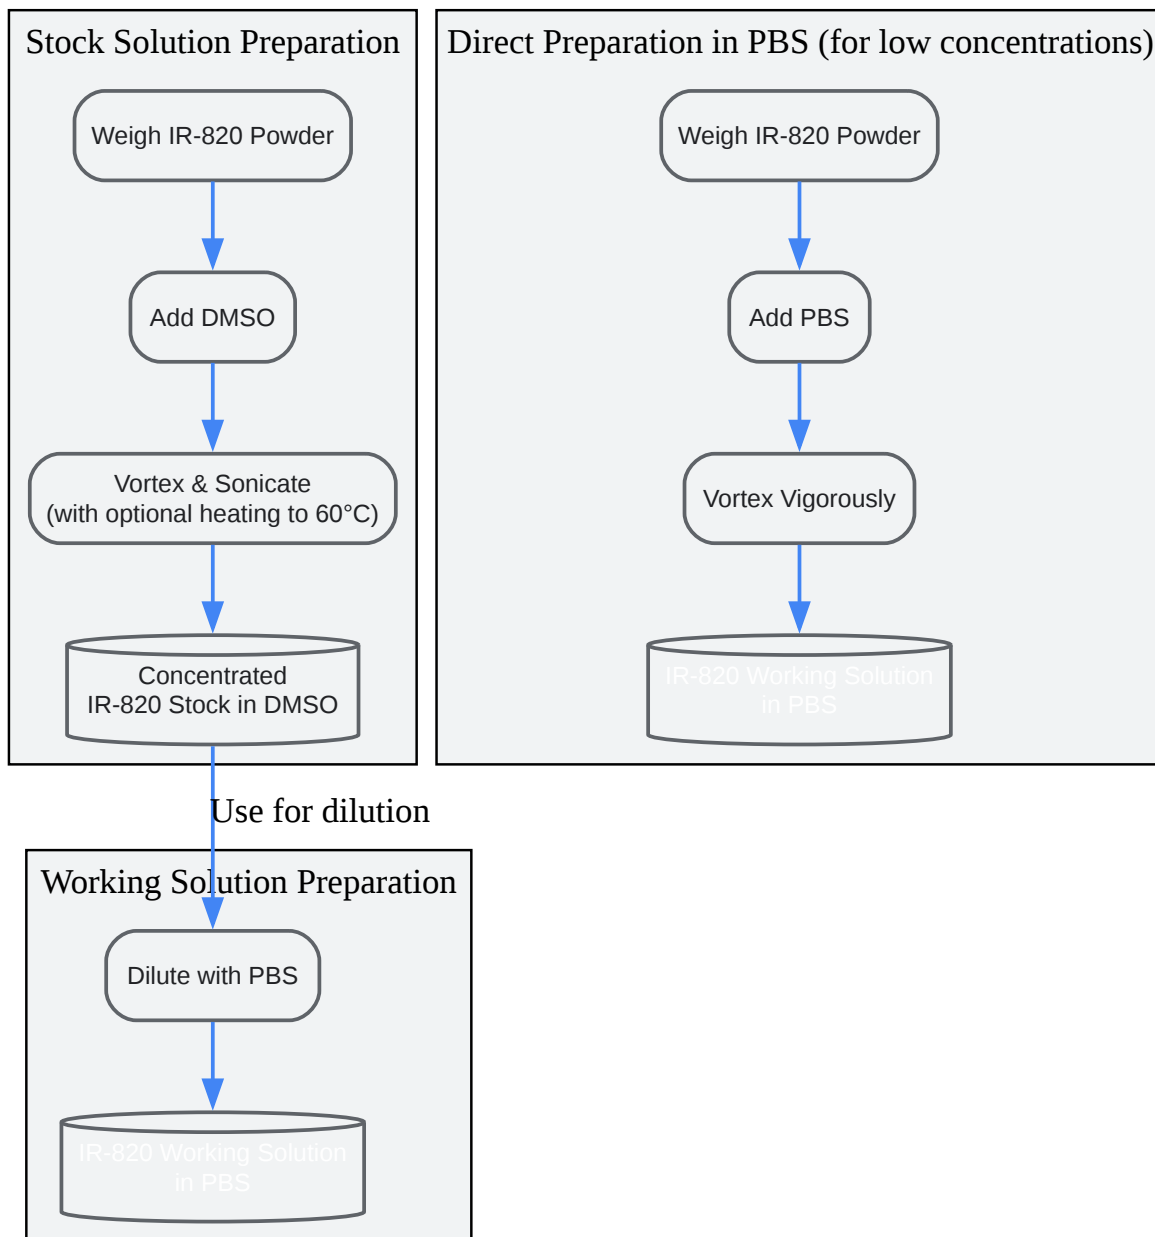 Stock Solution Preparation
Weigh IR-820 Powder
Add DMSO
Vortex & Sonicate
(with optional heating to 60°C)
Concentrated
IR-820 Stock in DMSO
Direct Preparation in PBS (for low concentrations)
Weigh IR-820 Powder
Add PBS
Vortex Vigorously
IR-820 Working Solution
in PBS
Use for dilution
Working Solution Preparation
Dilute with PBS
IR-820 Working Solution
in PBS